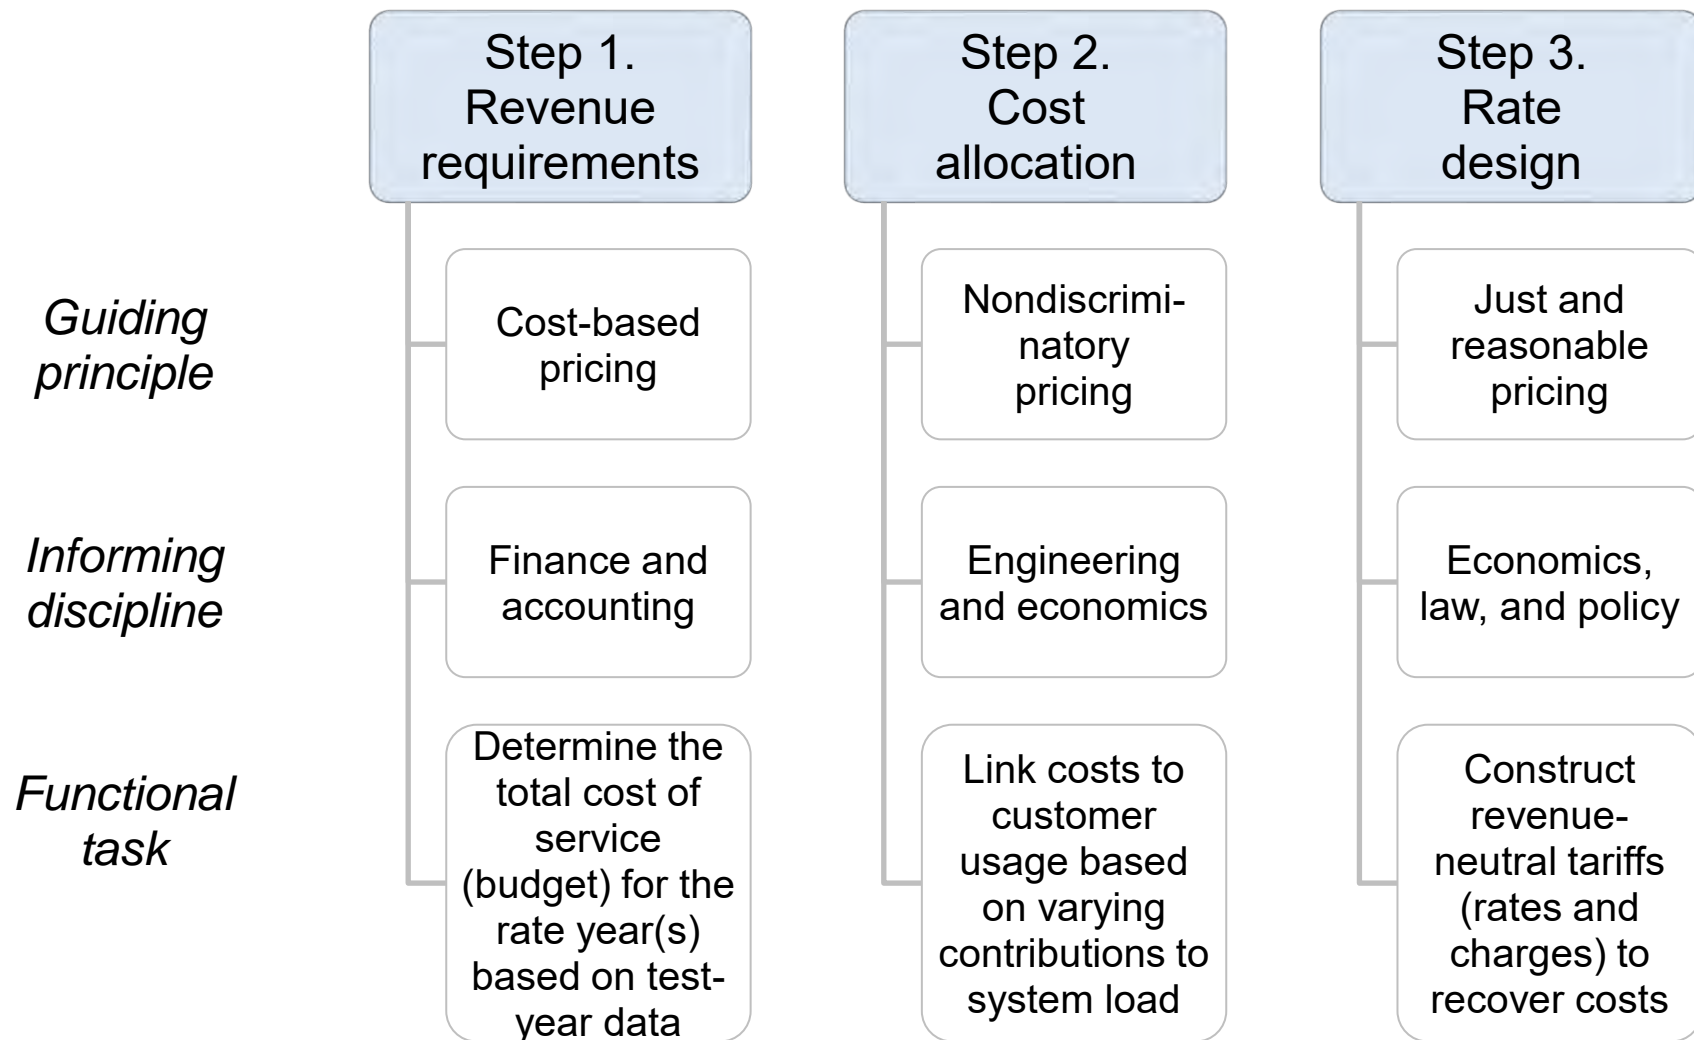 Step 1.
Revenue
requirements
Step 2.
Cost
allocation
Step 3.
Rate
design
Guiding
principle
Cost-based
pricing
Nondiscrimi-
natory
pricing
Just and
reasonable
pricing
Informing
discipline
Finance and
accounting
Engineering
and economics
Economics,
law, and policy
Functional
task
Determine the
total cost of
service
(budget) for the
rate year(s)
based on test-
year data
Link costs to
customer
usage based
on varying
contributions to
system load
Construct
revenue-
neutral tariffs
(rates and
charges) to
recover costs